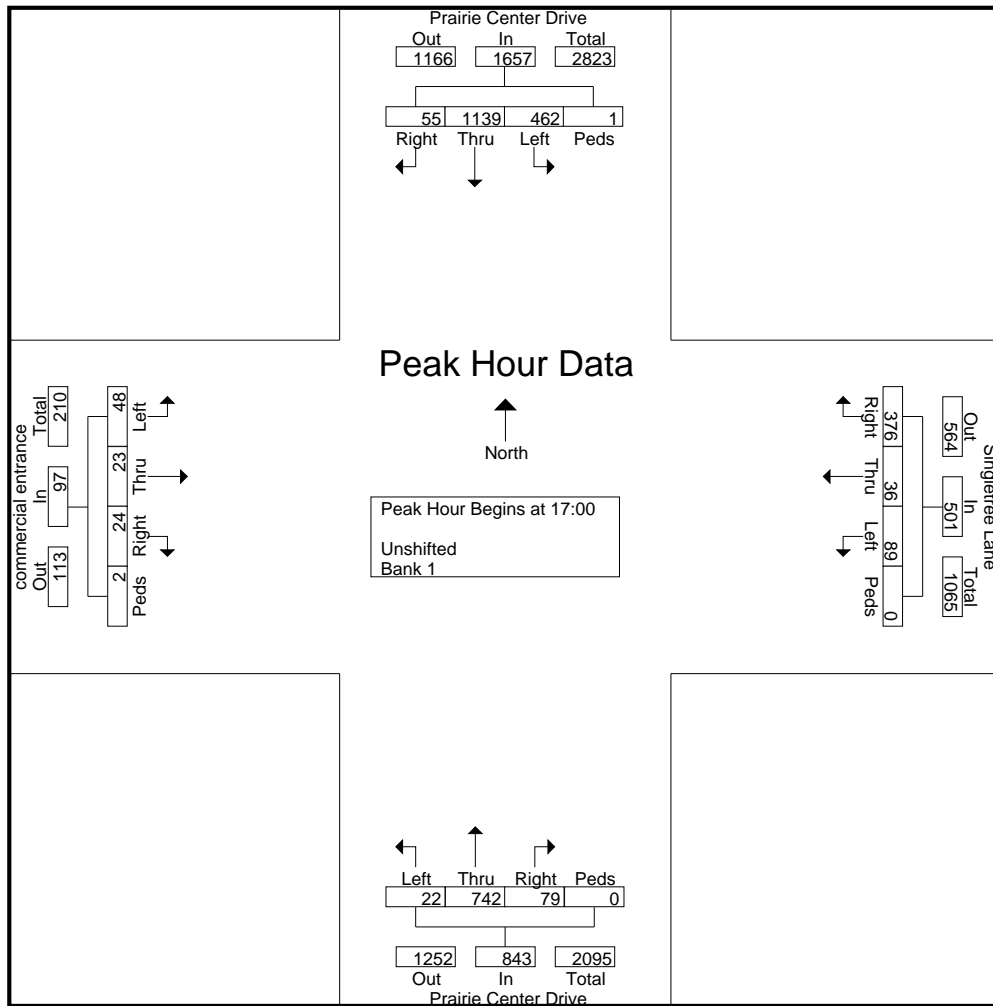 Prairie Center Drive
Out In Total
1166 1657 2823
55 1139 462 1
Right Thru Left Peds
Peak Hour Data
North
Peak Hour Begins at 17:00
Unshifted
Bank 1
commercial entrance
Total In Out
210 97 113
48 23 24 2
Left Thru Right Peds
Singletree Lane
Out In Total
564 501 1065
376 36 89 0
Right Thru Left Peds
Left Thru Right Peds
22 742 79 0
1252 843 2095
Out In Total
Prairie Center Drive